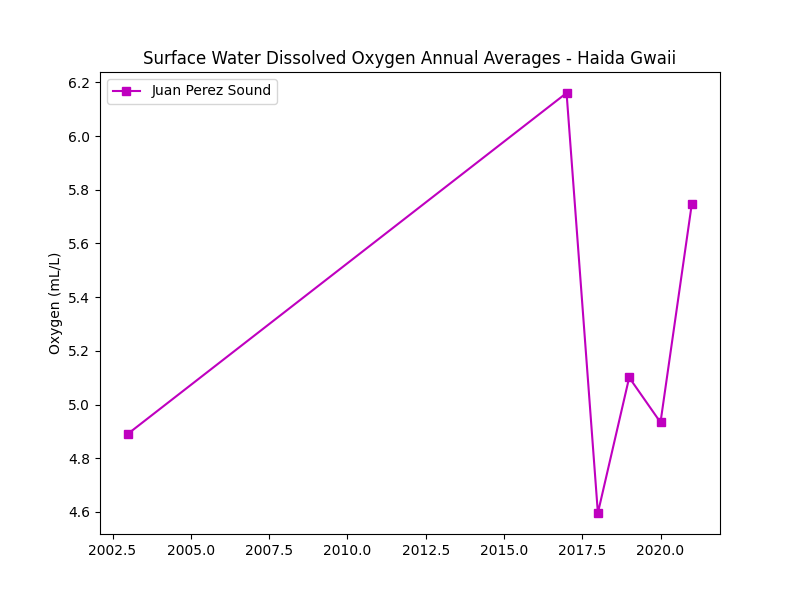 Surface Water Dissolved Oxygen Annual Averages - Haida Gwaii
Juan Perez Sound
6.2
6.0
5.8
5.6
5.4
5.2
5.0
4.8
4.6
Oxygen (mL/L)
2002.5 2005.0 2007.5 2010.0 2012.5 2015.0 2017.5 2020.0